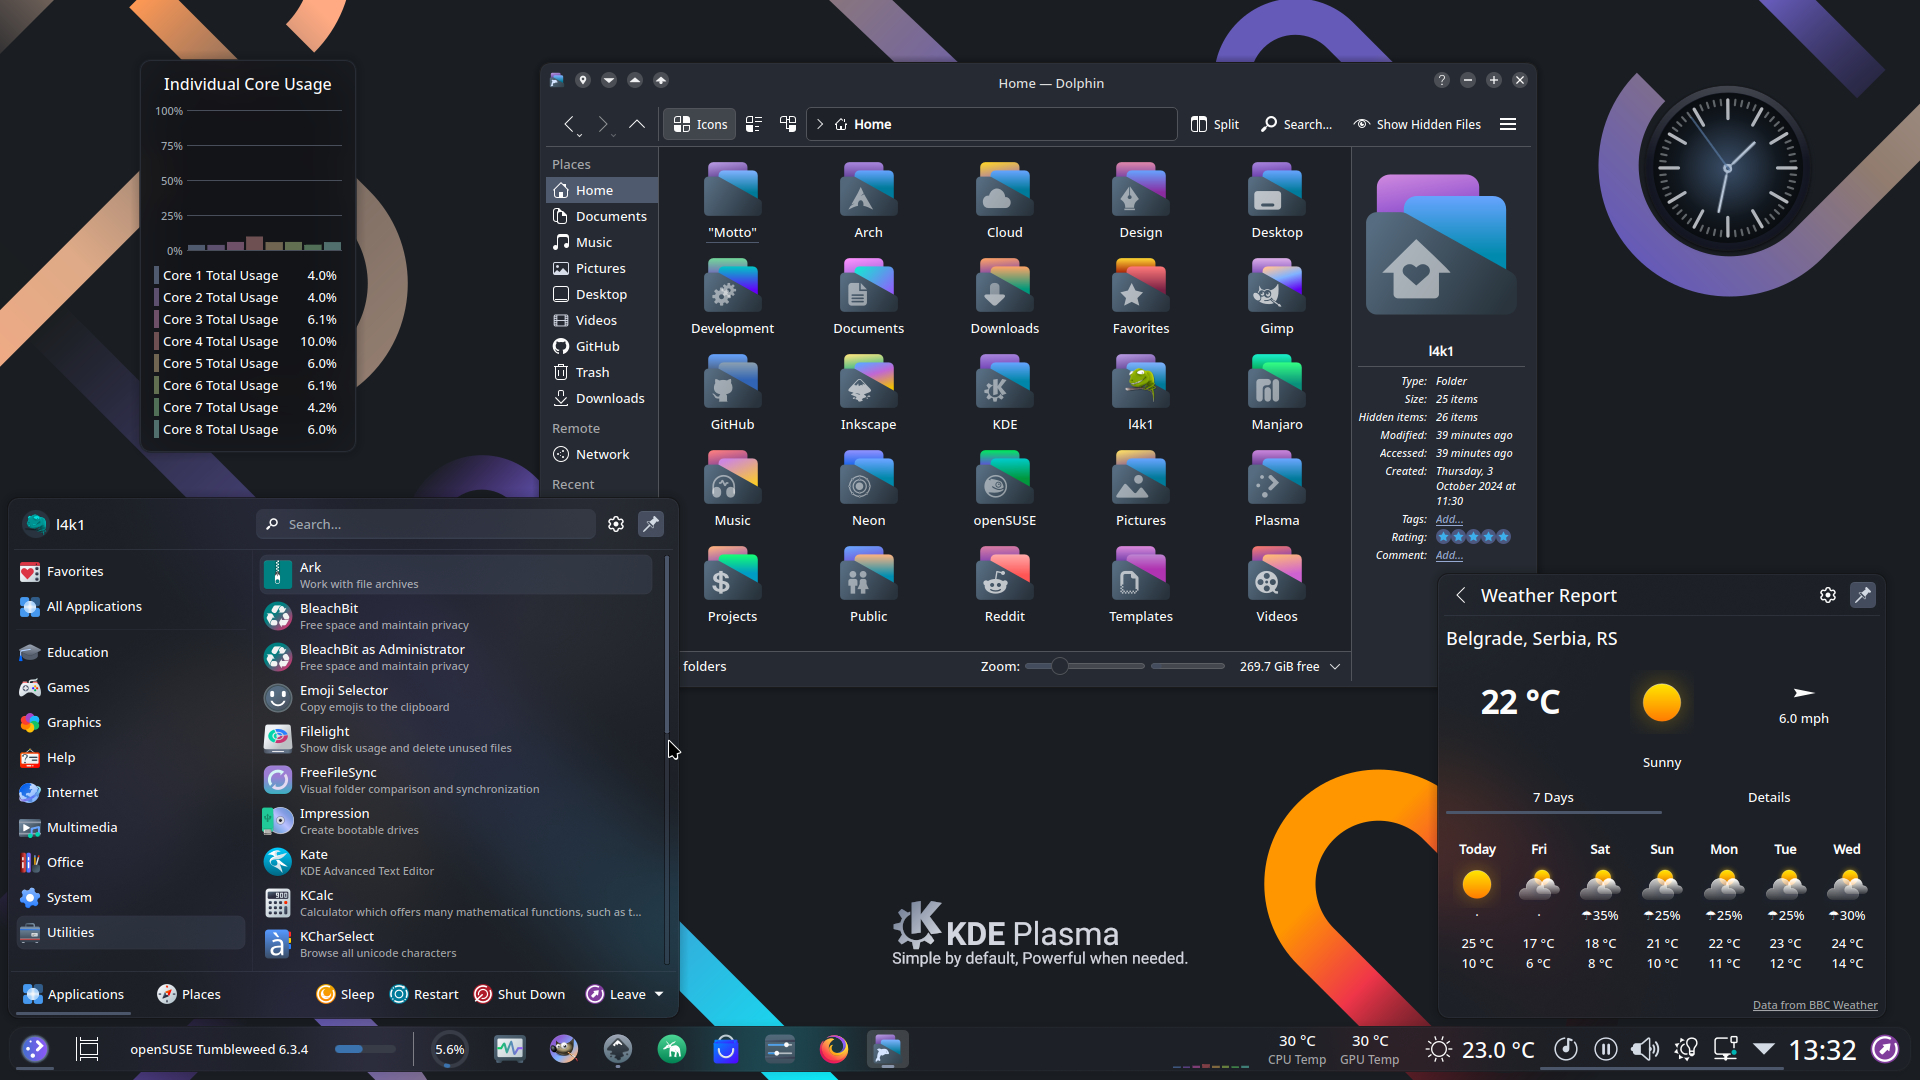 Individual Core Usage
100%
75%
50%
25%
0%
Core 1 Total Usage 4.0%
Core 2 Total Usage 4.0%
Core 3 Total Usage 6.1%
Core 4 Total Usage 10.0%
Core 5 Total Usage 6.0%
Core 6 Total Usage 6.1%
Core 7 Total Usage 4.2%
Core 8 Total Usage 6.0%
Home — Dolphin
Icons
Home
Split
Search...
Show Hidden Files
Places
Home
Documents
Music
Pictures
Desktop
Videos
GitHub
Trash
Downloads
Remote
Network
Recent
"Motto" Arch Cloud Design Desktop
Development Documents Downloads Favorites Gimp
GitHub Inkscape KDE l4k1 Manjaro
Music Neon openSUSE Pictures Plasma
Projects Public Reddit Templates Videos
folders
Zoom:
269.7 GiB free
l4k1
Type: Folder
Size: 25 items
Hidden items: 26 items
Modified: 39 minutes ago
Accessed: 39 minutes ago
Created: Thursday, 3
October 2024 at
11:30
Tags: Add...
Rating:
Comment: Add...
l4k1
Search...
Favorites
All Applications
Education
Games
Graphics
Help
Internet
Multimedia
Office
System
Utilities
Ark
Work with file archives
BleachBit
Free space and maintain privacy
BleachBit as Administrator
Free space and maintain privacy
Emoji Selector
Copy emojis to the clipboard
Filelight
Show disk usage and delete unused files
FreeFileSync
Visual folder comparison and synchronization
Impression
Create bootable drives
Kate
KDE Advanced Text Editor
KCalc
Calculator which offers many mathematical functions, such as t...
KCharSelect
Browse all unicode characters
Applications Places Sleep Restart Shut Down Leave
KDE Plasma
Simple by default, Powerful when needed.
Weather Report
Belgrade, Serbia, RS
22 °C
6.0 mph
Sunny
7 Days Details
Today Fri Sat Sun Mon Tue Wed
35% 25% 25% 25% 30%
25 °C 17 °C 18 °C 21 °C 22 °C 23 °C 24 °C
10 °C 6 °C 8 °C 10 °C 11 °C 12 °C 14 °C
Data from BBC Weather
openSUSE Tumbleweed 6.3.4
5.6%
30 °C
CPU Temp
30 °C
GPU Temp
23.0 °C
13:32